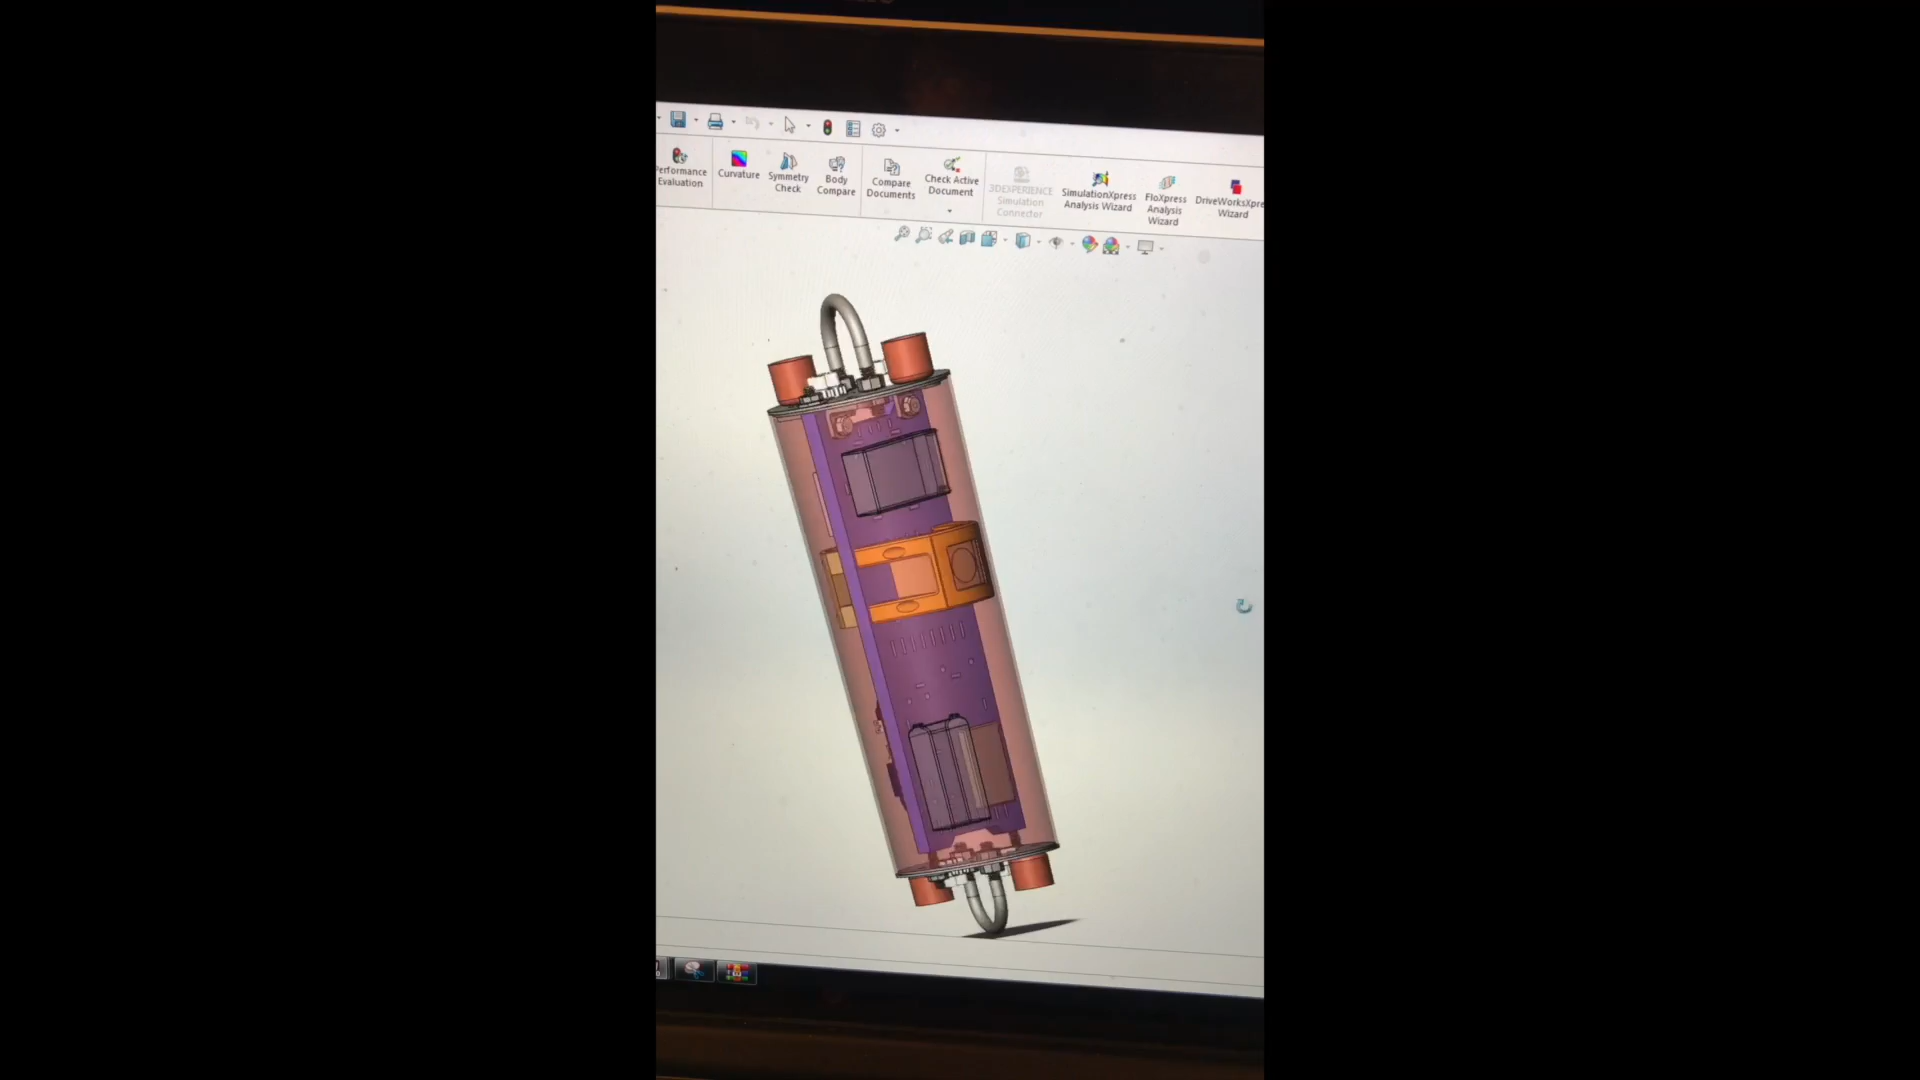 erformance
Evaluation
Curvature
Symmetry
Check
Body
Compare
Compare
Documents
Check Active
Document
3DEXPERIENCE
Simulation
Connector
SimulationXpress
Analysis Wizard
FloXpress
Analysis
Wizard
DriveWorksXpre
Wizard